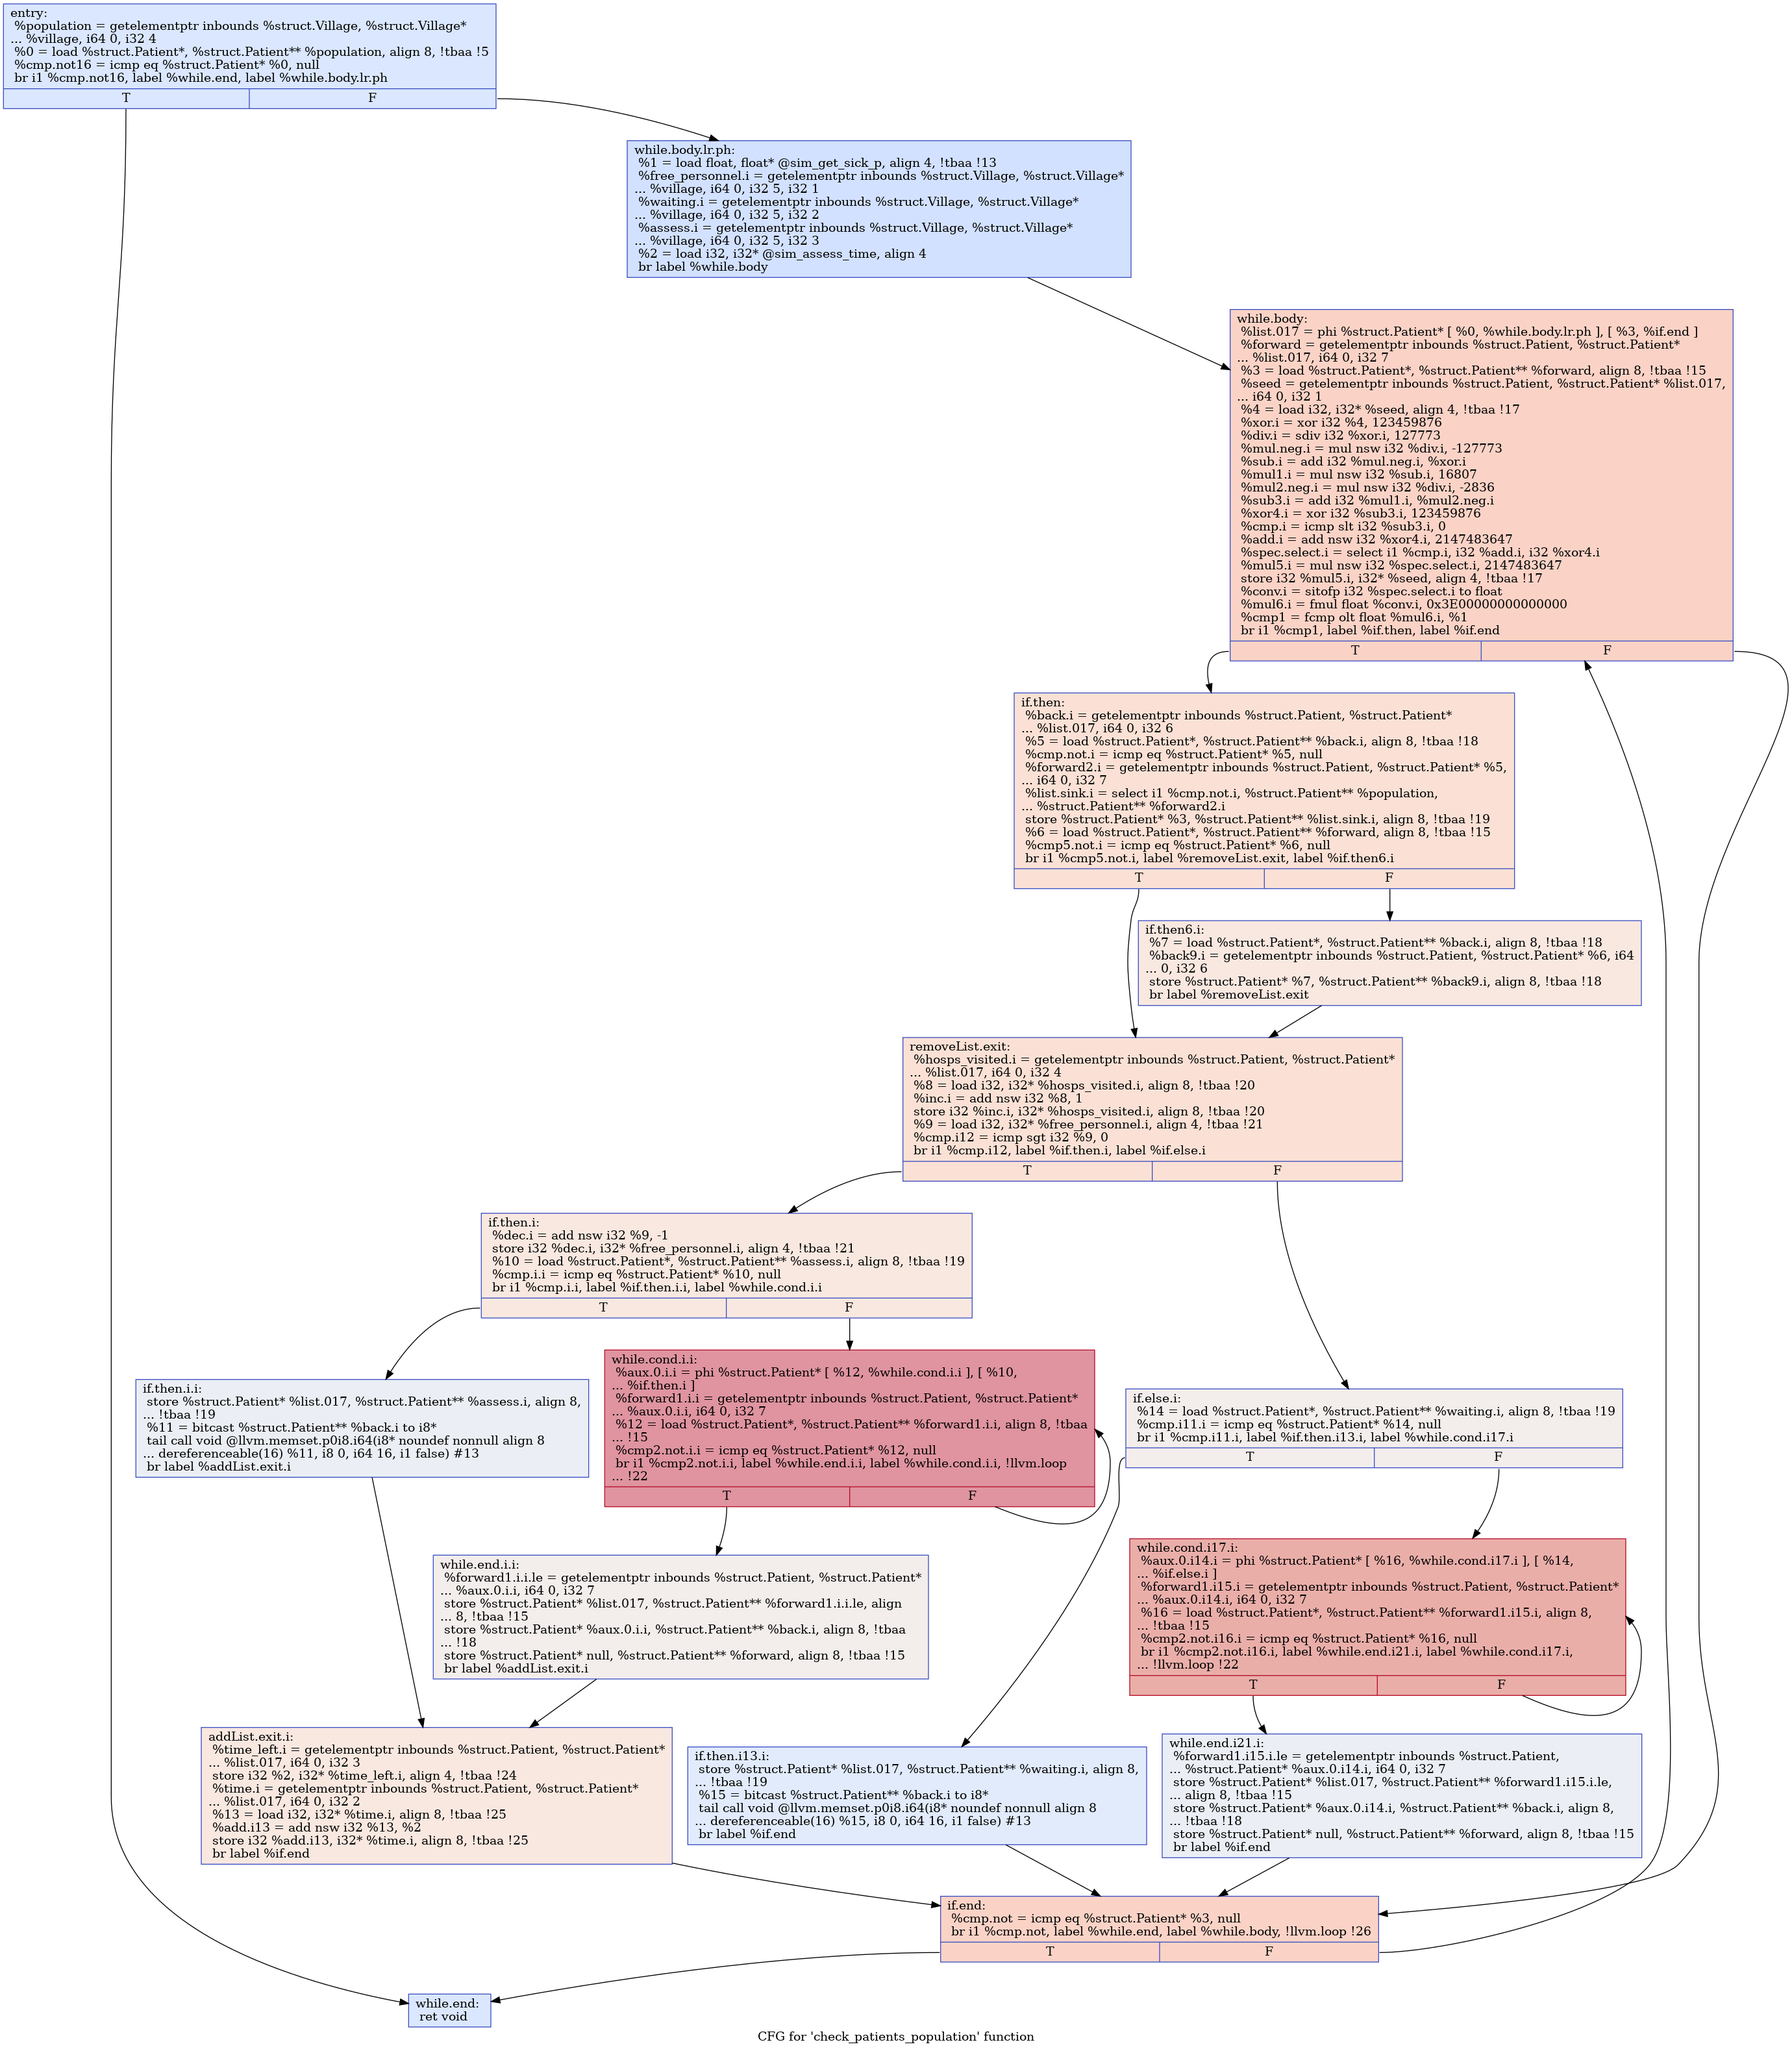 entry:
%population = getelementptr inbounds %struct.Village, %struct.Village*
... %village, i64 0, i32 4
%0 = load %struct.Patient*, %struct.Patient** %population, align 8, !tbaa !5
%cmp.not16 = icmp eq %struct.Patient* %0, null
br i1 %cmp.not16, label %while.end, label %while.body.lr.ph
T F
while.body.lr.ph:
%1 = load float, float* @sim_get_sick_p, align 4, !tbaa !13
%free_personnel.i = getelementptr inbounds %struct.Village, %struct.Village*
... %village, i64 0, i32 5, i32 1
%waiting.i = getelementptr inbounds %struct.Village, %struct.Village*
... %village, i64 0, i32 5, i32 2
%assess.i = getelementptr inbounds %struct.Village, %struct.Village*
... %village, i64 0, i32 5, i32 3
%2 = load i32, i32* @sim_assess_time, align 4
br label %while.body
while.body:
%list.017 = phi %struct.Patient* [ %0, %while.body.lr.ph ], [ %3, %if.end ]
%forward = getelementptr inbounds %struct.Patient, %struct.Patient*
... %list.017, i64 0, i32 7
%3 = load %struct.Patient*, %struct.Patient** %forward, align 8, !tbaa !15
%seed = getelementptr inbounds %struct.Patient, %struct.Patient* %list.017,
... i64 0, i32 1
%4 = load i32, i32* %seed, align 4, !tbaa !17
%xor.i = xor i32 %4, 123459876
%div.i = sdiv i32 %xor.i, 127773
%mul.neg.i = mul nsw i32 %div.i, -127773
%sub.i = add i32 %mul.neg.i, %xor.i
%mul1.i = mul nsw i32 %sub.i, 16807
%mul2.neg.i = mul nsw i32 %div.i, -2836
%sub3.i = add i32 %mul1.i, %mul2.neg.i
%xor4.i = xor i32 %sub3.i, 123459876
%cmp.i = icmp slt i32 %sub3.i, 0
%add.i = add nsw i32 %xor4.i, 2147483647
%spec.select.i = select i1 %cmp.i, i32 %add.i, i32 %xor4.i
%mul5.i = mul nsw i32 %spec.select.i, 2147483647
store i32 %mul5.i, i32* %seed, align 4, !tbaa !17
%conv.i = sitofp i32 %spec.select.i to float
%mul6.i = fmul float %conv.i, 0x3E00000000000000
%cmp1 = fcmp olt float %mul6.i, %1
br i1 %cmp1, label %if.then, label %if.end
T F
if.then:
%back.i = getelementptr inbounds %struct.Patient, %struct.Patient*
... %list.017, i64 0, i32 6
%5 = load %struct.Patient*, %struct.Patient** %back.i, align 8, !tbaa !18
%cmp.not.i = icmp eq %struct.Patient* %5, null
%forward2.i = getelementptr inbounds %struct.Patient, %struct.Patient* %5,
... i64 0, i32 7
%list.sink.i = select i1 %cmp.not.i, %struct.Patient** %population,
... %struct.Patient** %forward2.i
store %struct.Patient* %3, %struct.Patient** %list.sink.i, align 8, !tbaa !19
%6 = load %struct.Patient*, %struct.Patient** %forward, align 8, !tbaa !15
%cmp5.not.i = icmp eq %struct.Patient* %6, null
br i1 %cmp5.not.i, label %removeList.exit, label %if.then6.i
T F
if.then6.i:
%7 = load %struct.Patient*, %struct.Patient** %back.i, align 8, !tbaa !18
%back9.i = getelementptr inbounds %struct.Patient, %struct.Patient* %6, i64
... 0, i32 6
store %struct.Patient* %7, %struct.Patient** %back9.i, align 8, !tbaa !18
br label %removeList.exit
removeList.exit:
%hosps_visited.i = getelementptr inbounds %struct.Patient, %struct.Patient*
... %list.017, i64 0, i32 4
%8 = load i32, i32* %hosps_visited.i, align 8, !tbaa !20
%inc.i = add nsw i32 %8, 1
store i32 %inc.i, i32* %hosps_visited.i, align 8, !tbaa !20
%9 = load i32, i32* %free_personnel.i, align 4, !tbaa !21
%cmp.i12 = icmp sgt i32 %9, 0
br i1 %cmp.i12, label %if.then.i, label %if.else.i
T F
if.then.i:
%dec.i = add nsw i32 %9, -1
store i32 %dec.i, i32* %free_personnel.i, align 4, !tbaa !21
%10 = load %struct.Patient*, %struct.Patient** %assess.i, align 8, !tbaa !19
%cmp.i.i = icmp eq %struct.Patient* %10, null
br i1 %cmp.i.i, label %if.then.i.i, label %while.cond.i.i
T F
if.then.i.i:
store %struct.Patient* %list.017, %struct.Patient** %assess.i, align 8,
... !tbaa !19
%11 = bitcast %struct.Patient** %back.i to i8*
tail call void @llvm.memset.p0i8.i64(i8* noundef nonnull align 8
... dereferenceable(16) %11, i8 0, i64 16, i1 false) #13
br label %addList.exit.i
while.cond.i.i:
%aux.0.i.i = phi %struct.Patient* [ %12, %while.cond.i.i ], [ %10,
... %if.then.i ]
%forward1.i.i = getelementptr inbounds %struct.Patient, %struct.Patient*
... %aux.0.i.i, i64 0, i32 7
%12 = load %struct.Patient*, %struct.Patient** %forward1.i.i, align 8, !tbaa
... !15
%cmp2.not.i.i = icmp eq %struct.Patient* %12, null
br i1 %cmp2.not.i.i, label %while.end.i.i, label %while.cond.i.i, !llvm.loop
... !22
T F
if.else.i:
%14 = load %struct.Patient*, %struct.Patient** %waiting.i, align 8, !tbaa !19
%cmp.i11.i = icmp eq %struct.Patient* %14, null
br i1 %cmp.i11.i, label %if.then.i13.i, label %while.cond.i17.i
T F
while.end.i.i:
%forward1.i.i.le = getelementptr inbounds %struct.Patient, %struct.Patient*
... %aux.0.i.i, i64 0, i32 7
store %struct.Patient* %list.017, %struct.Patient** %forward1.i.i.le, align
... 8, !tbaa !15
store %struct.Patient* %aux.0.i.i, %struct.Patient** %back.i, align 8, !tbaa
... !18
store %struct.Patient* null, %struct.Patient** %forward, align 8, !tbaa !15
br label %addList.exit.i
while.cond.i17.i:
%aux.0.i14.i = phi %struct.Patient* [ %16, %while.cond.i17.i ], [ %14,
... %if.else.i ]
%forward1.i15.i = getelementptr inbounds %struct.Patient, %struct.Patient*
... %aux.0.i14.i, i64 0, i32 7
%16 = load %struct.Patient*, %struct.Patient** %forward1.i15.i, align 8,
... !tbaa !15
%cmp2.not.i16.i = icmp eq %struct.Patient* %16, null
br i1 %cmp2.not.i16.i, label %while.end.i21.i, label %while.cond.i17.i,
... !llvm.loop !22
T F
addList.exit.i:
%time_left.i = getelementptr inbounds %struct.Patient, %struct.Patient*
... %list.017, i64 0, i32 3
store i32 %2, i32* %time_left.i, align 4, !tbaa !24
%time.i = getelementptr inbounds %struct.Patient, %struct.Patient*
... %list.017, i64 0, i32 2
%13 = load i32, i32* %time.i, align 8, !tbaa !25
%add.i13 = add nsw i32 %13, %2
store i32 %add.i13, i32* %time.i, align 8, !tbaa !25
br label %if.end
if.then.i13.i:
store %struct.Patient* %list.017, %struct.Patient** %waiting.i, align 8,
... !tbaa !19
%15 = bitcast %struct.Patient** %back.i to i8*
tail call void @llvm.memset.p0i8.i64(i8* noundef nonnull align 8
... dereferenceable(16) %15, i8 0, i64 16, i1 false) #13
br label %if.end
while.end.i21.i:
%forward1.i15.i.le = getelementptr inbounds %struct.Patient,
... %struct.Patient* %aux.0.i14.i, i64 0, i32 7
store %struct.Patient* %list.017, %struct.Patient** %forward1.i15.i.le,
... align 8, !tbaa !15
store %struct.Patient* %aux.0.i14.i, %struct.Patient** %back.i, align 8,
... !tbaa !18
store %struct.Patient* null, %struct.Patient** %forward, align 8, !tbaa !15
br label %if.end
if.end:
%cmp.not = icmp eq %struct.Patient* %3, null
br i1 %cmp.not, label %while.end, label %while.body, !llvm.loop !26
T F
while.end:
ret void
CFG for 'check_patients_population' function